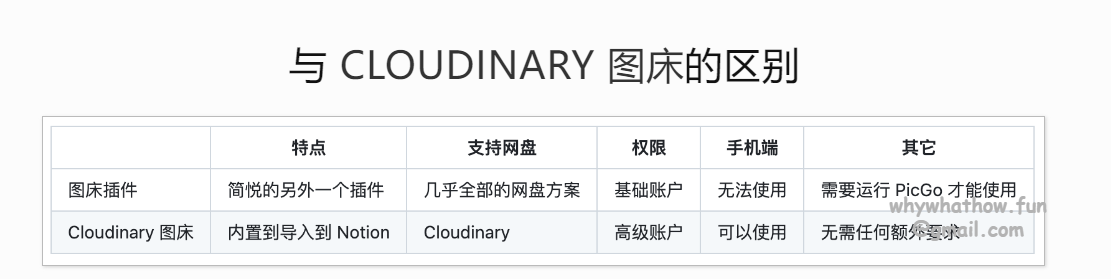 与 CLOUDINARY 图床的区别
特点 支持网盘 权限 手机端 其它
图床插件 简悦的另外一个插件 几乎全部的网盘方案 基础账户 无法使用 需要运行 PicGo 才能使用
Cloudinary 图床 内置到导入到 Notion Cloudinary 高级账户 可以使用 无需任何额外要求
whywhathow.fun
@gmail.com